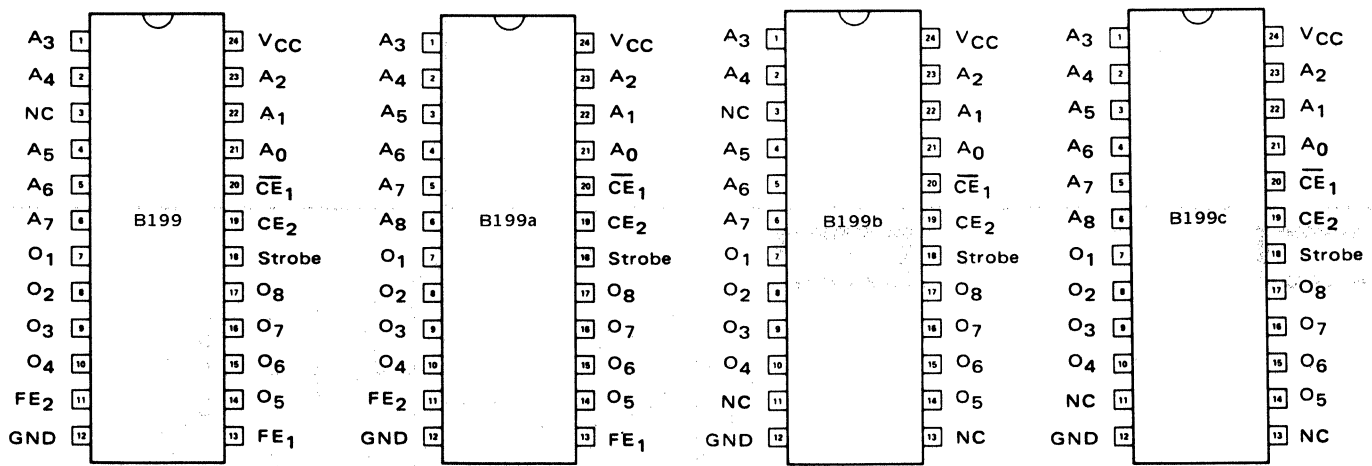 A3 1 24 VCC A3 1 24 VCC A3 1 24 VCC A3 1 24 VCC
A4 2 23 A2 A4 2 23 A2 A4 2 23 A2 A4 2 23 A2
NC 3 22 A1 A5 3 22 A1 NC 3 22 A1 A5 3 22 A1
A5 4 21 A0 A6 4 21 A0 A5 4 21 A0 A6 4 21 A0
A6 5 20 C̅E̅1 A7 5 20 C̅E̅1 A6 5 20 C̅E̅1 A7 5 20 C̅E̅1
A7 6 B199 19 CE2 A8 6 B199a 19 CE2 A7 6 B199b 19 CE2 A8 6 B199c 19 CE2
O1 7 18 Strobe O1 7 18 Strobe O1 7 18 Strobe O1 7 18 Strobe
O2 8 17 O8 O2 8 17 O8 O2 8 17 O8 O2 8 17 O8
O3 9 16 O7 O3 9 16 O7 O3 9 16 O7 O3 9 16 O7
O4 10 15 O6 O4 10 15 O6 O4 10 15 O6 O4 10 15 O6
FE2 11 14 O5 FE2 11 14 O5 NC 11 14 O5 NC 11 14 O5
GND 12 13 FE1 GND 12 13 FE1 GND 12 13 NC GND 12 13 NC